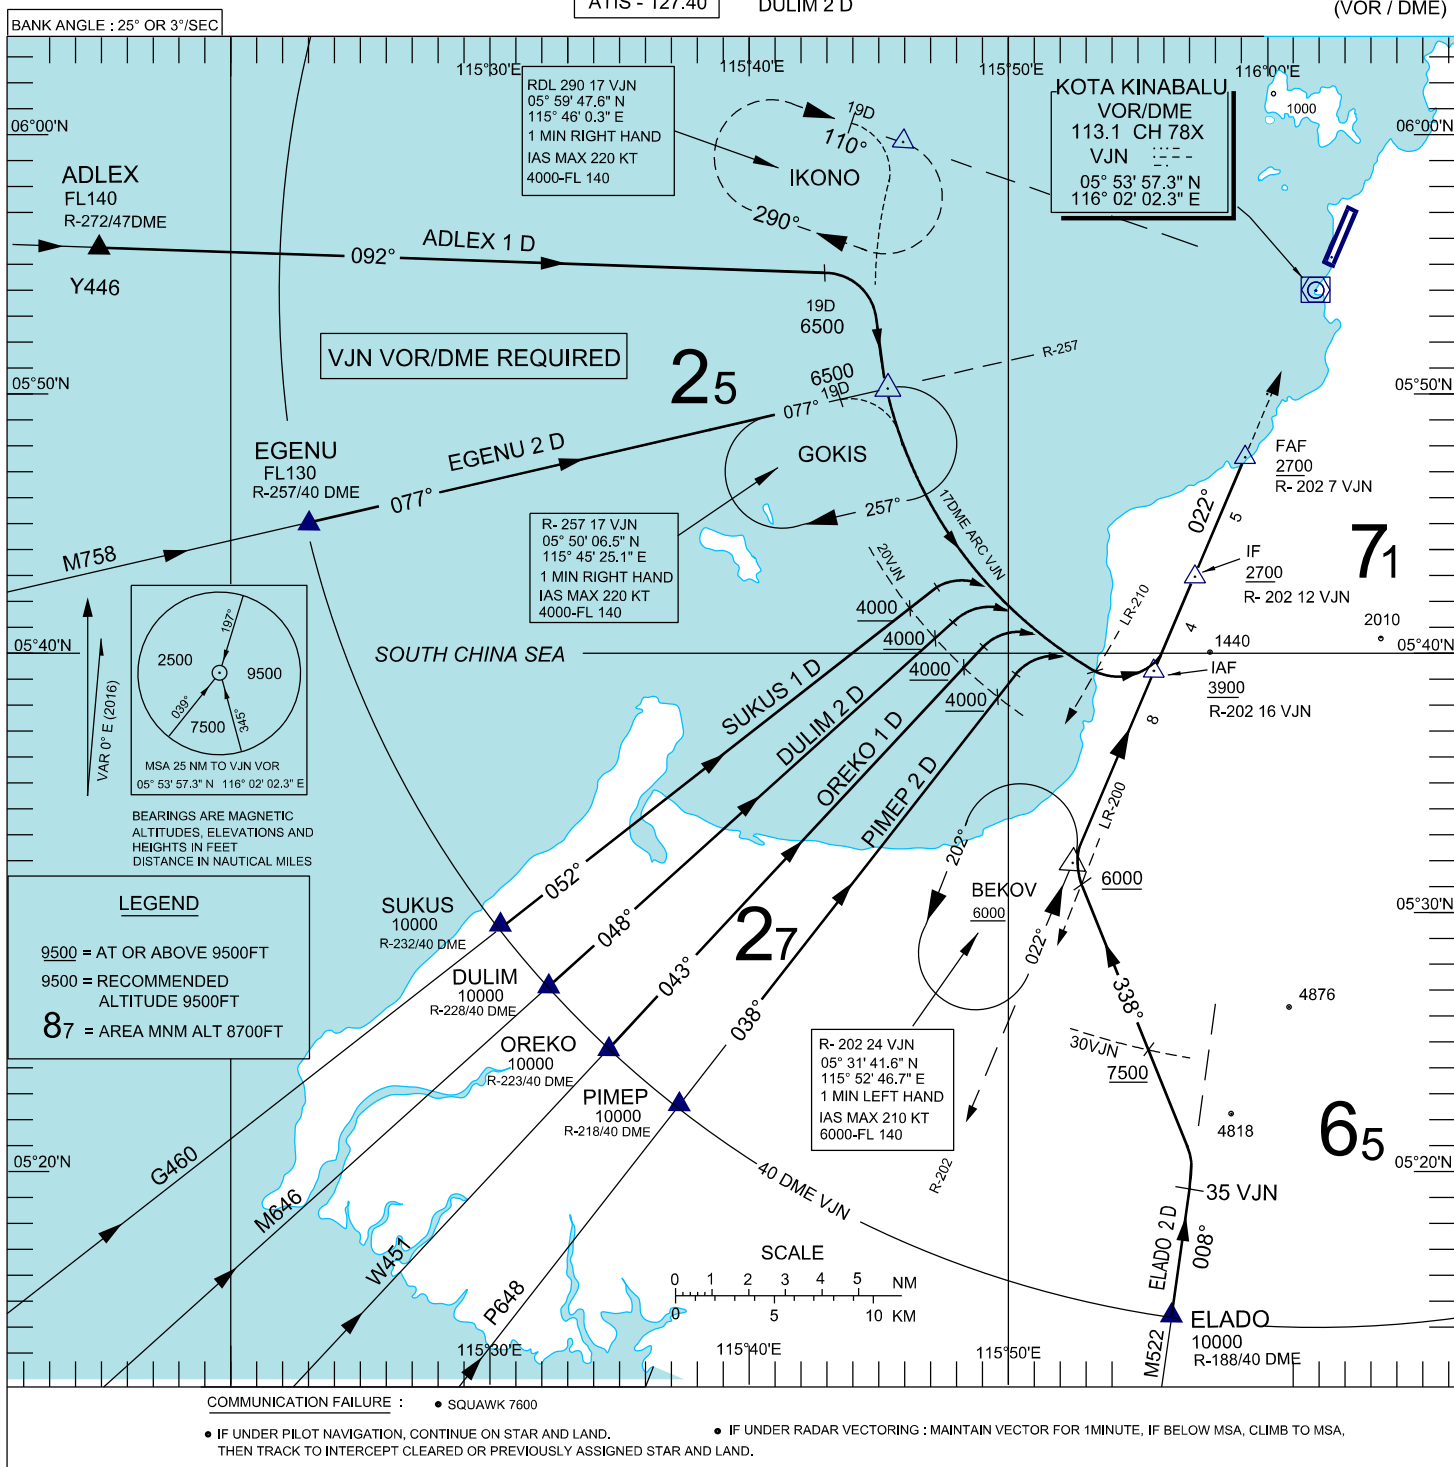 ATIS - 127.40
DULIM 2 D
(VOR / DME)
BANK ANGLE : 25° OR 3°/SEC
115°30'E
115°40'E
115°50'E
116°00'E
06°00'N
06°00'N
RDL 290 17 VJN
05° 59' 47.6" N
115° 46' 0.3" E
1 MIN RIGHT HAND
IAS MAX 220 KT
4000-FL 140
19D
110°
IKONO
290°
KOTA KINABALU
VOR/DME
113.1 CH 78X
VJN
05° 53' 57.3" N
116° 02' 02.3" E
1000
ADLEX
FL140
R-272/47DME
Y446
092°
ADLEX 1 D
19D
6500
VJN VOR/DME REQUIRED
25
6500
19D
077°
R-257
05°50'N
05°50'N
EGENU
FL130
R-257/40 DME
EGENU 2 D
077°
M758
GOKIS
257°
R- 257 17 VJN
05° 50' 06.5" N
115° 45' 25.1" E
1 MIN RIGHT HAND
IAS MAX 220 KT
4000-FL 140
17DME ARC VJN
20VJN
FAF
2700
R- 202 7 VJN
022°
5
IF
2700
R- 202 12 VJN
71
LR-210
4
2010
1440
IAF
3900
R-202 16 VJN
8
05°40'N
05°40'N
VAR 0° E (2016)
197°
2500
9500
039°
7500
345°
MSA 25 NM TO VJN VOR
05° 53' 57.3" N 116° 02' 02.3" E
BEARINGS ARE MAGNETIC
ALTITUDES, ELEVATIONS AND
HEIGHTS IN FEET
DISTANCE IN NAUTICAL MILES
SOUTH CHINA SEA
4000
4000
4000
4000
SUKUS 1 D
DULIM 2 D
OREKO 1 D
PIMEP 2 D
LR-200
202°
BEKOV
6000
6000
022°
LEGEND
9500 = AT OR ABOVE 9500FT
9500 = RECOMMENDED
ALTITUDE 9500FT
87 = AREA MNM ALT 8700FT
SUKUS
10000
R-232/40 DME
052°
DULIM
10000
R-228/40 DME
048°
OREKO
10000
R-223/40 DME
043°
PIMEP
10000
R-218/40 DME
038°
27
05°30'N
05°30'N
4876
338°
30VJN
7500
4818
65
R- 202 24 VJN
05° 31' 41.6" N
115° 52' 46.7" E
1 MIN LEFT HAND
IAS MAX 210 KT
6000-FL 140
R-202
05°20'N
05°20'N
G460
M646
W451
P648
40 DME VJN
35 VJN
ELADO 2 D
008°
SCALE
0 1 2 3 4 5 NM
0 5 10 KM
ELADO
10000
R-188/40 DME
M522
115°30'E
115°40'E
115°50'E
COMMUNICATION FAILURE :
• SQUAWK 7600
• IF UNDER PILOT NAVIGATION, CONTINUE ON STAR AND LAND.
THEN TRACK TO INTERCEPT CLEARED OR PREVIOUSLY ASSIGNED STAR AND LAND.
• IF UNDER RADAR VECTORING : MAINTAIN VECTOR FOR 1MINUTE, IF BELOW MSA, CLIMB TO MSA,